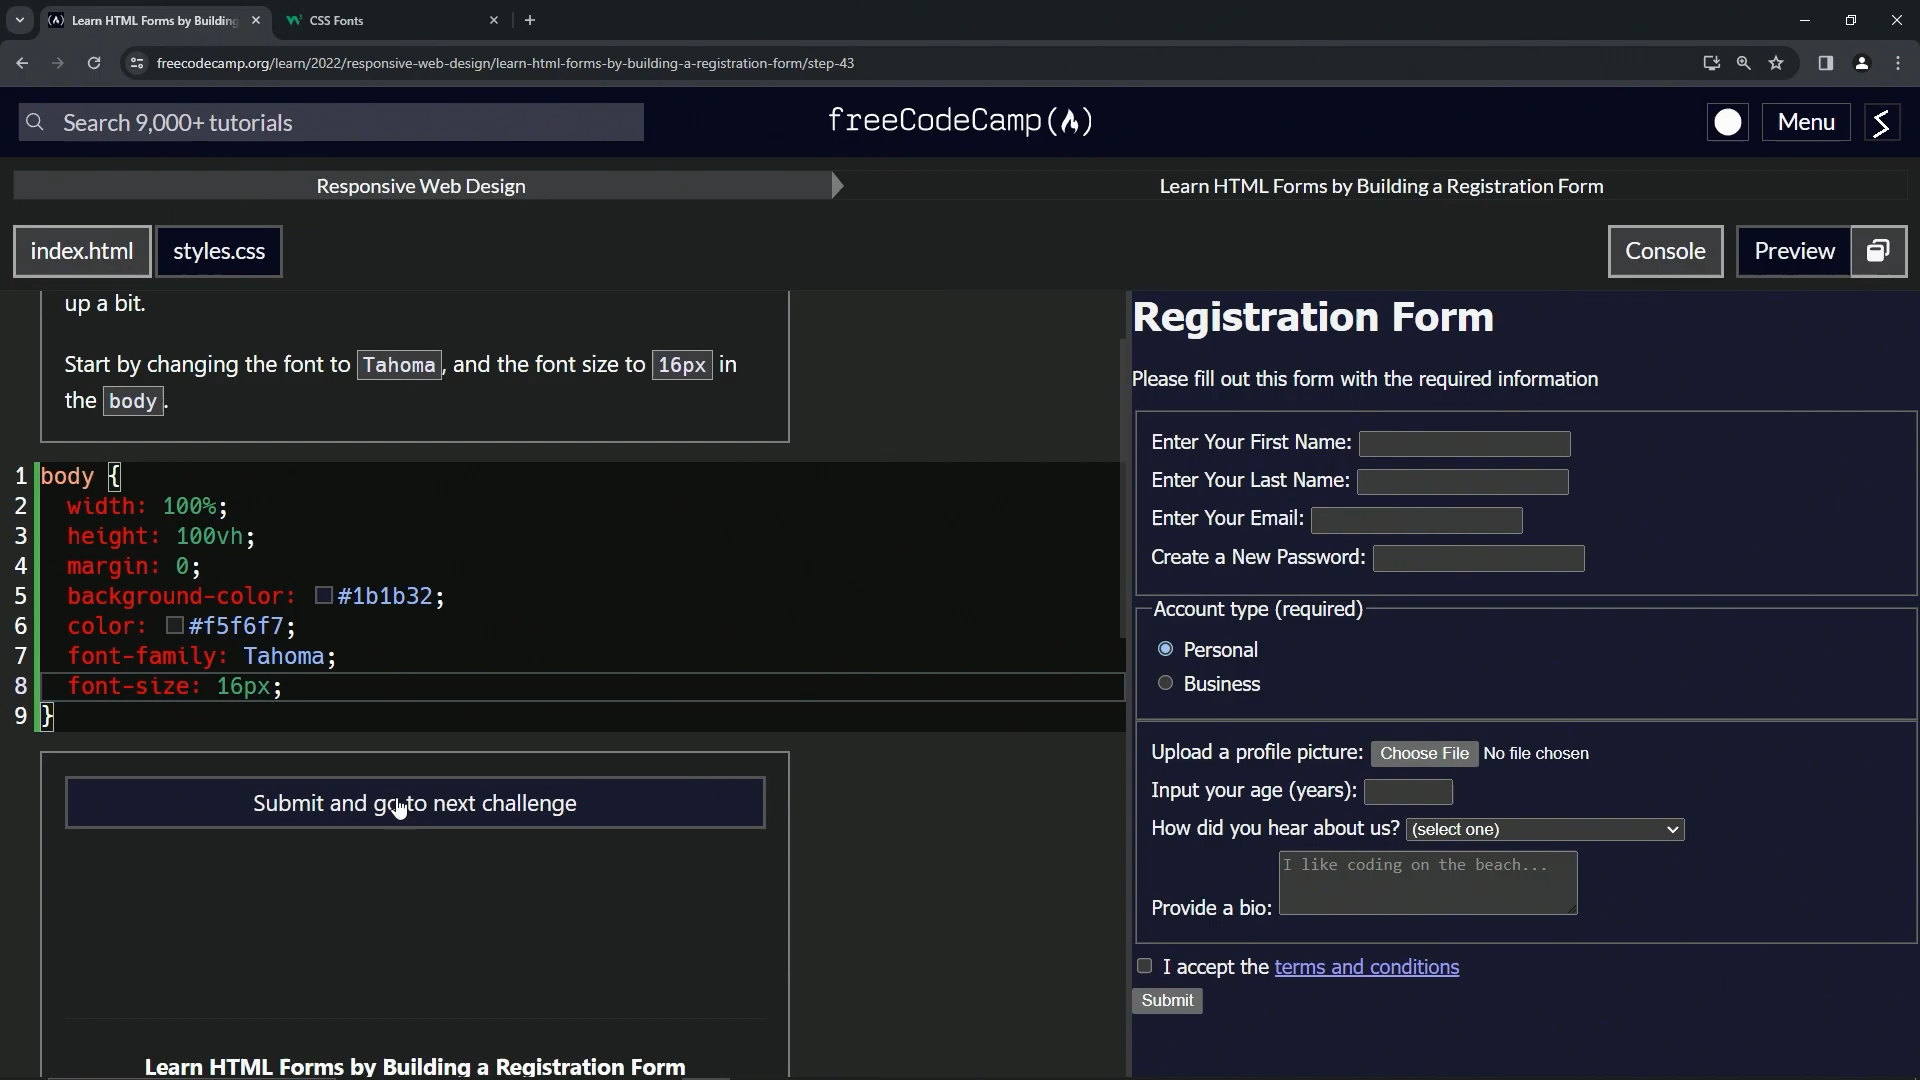 Learn HTML Forms by Building
CSS Fonts
freecodecamp.org/learn/2022/responsive-web-design/learn-html-forms-by-building-a-registration-form/step-43
Search 9,000+ tutorials
freeCodeCamp
Menu
Responsive Web Design
Learn HTML Forms by Building a Registration Form
index.html
styles.css
Console
Preview
up a bit.
Start by changing the font to Tahoma, and the font size to 16px in
the body.
1 body {
2 width: 100%;
3 height: 100vh;
4 margin: 0;
5 background-color: #1b1b32;
6 color: #f5f6f7;
7 font-family: Tahoma;
8 font-size: 16px;
9 }
Submit and go to next challenge
Learn HTML Forms by Building a Registration Form
Registration Form
Please fill out this form with the required information
Enter Your First Name:
Enter Your Last Name:
Enter Your Email:
Create a New Password:
Account type (required)
Personal
Business
Upload a profile picture: Choose File No file chosen
Input your age (years):
How did you hear about us? (select one)
I like coding on the beach...
Provide a bio:
I accept the terms and conditions
Submit